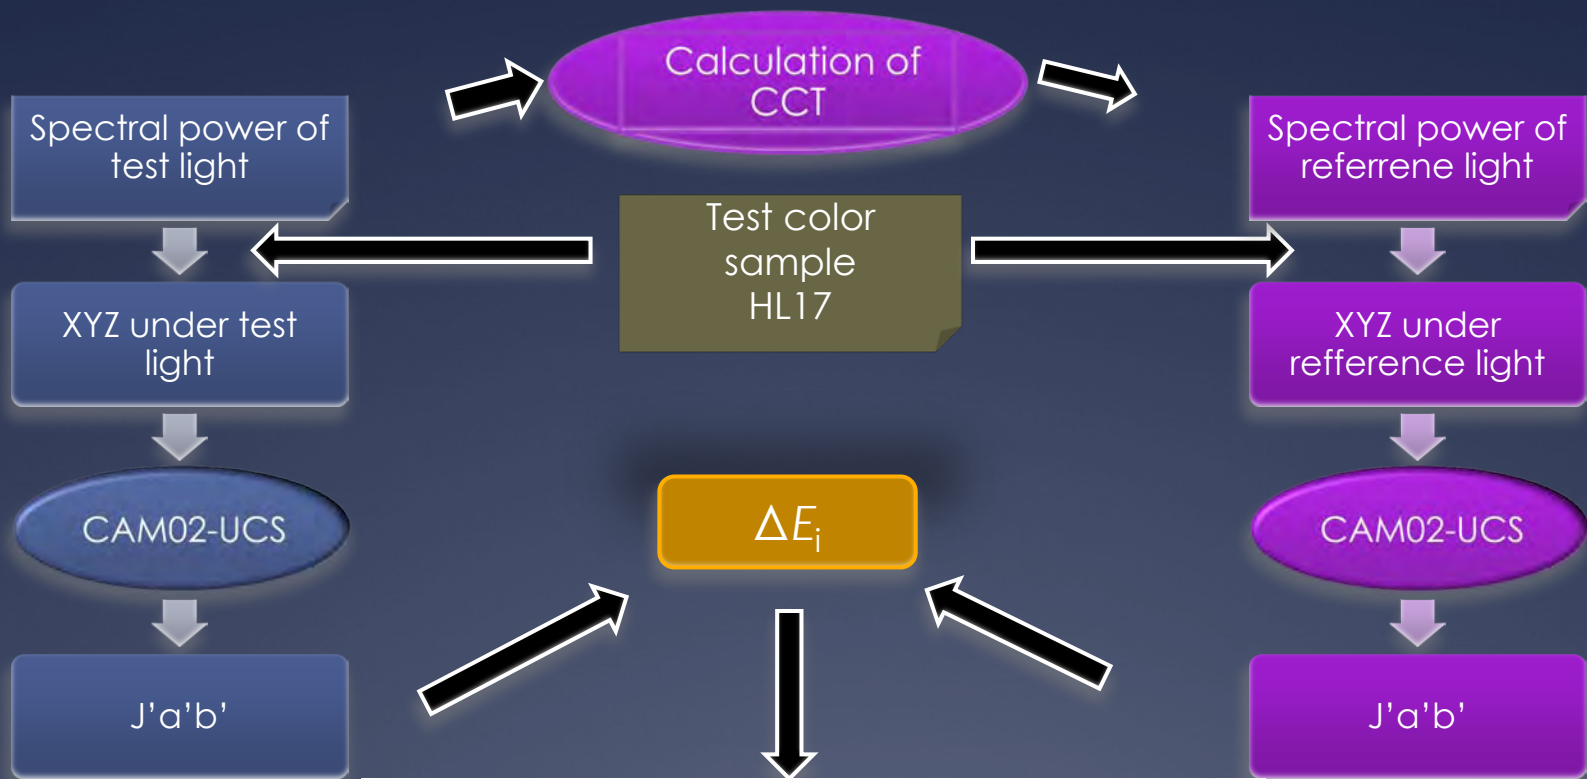 Calculation of
CCT
Spectral power of
test light
Spectral power of
referrene light
Test color
sample
HL17
XYZ under test
light
XYZ under
refference light
CAM02-UCS
ΔEi
CAM02-UCS
J’a’b’
J’a’b’